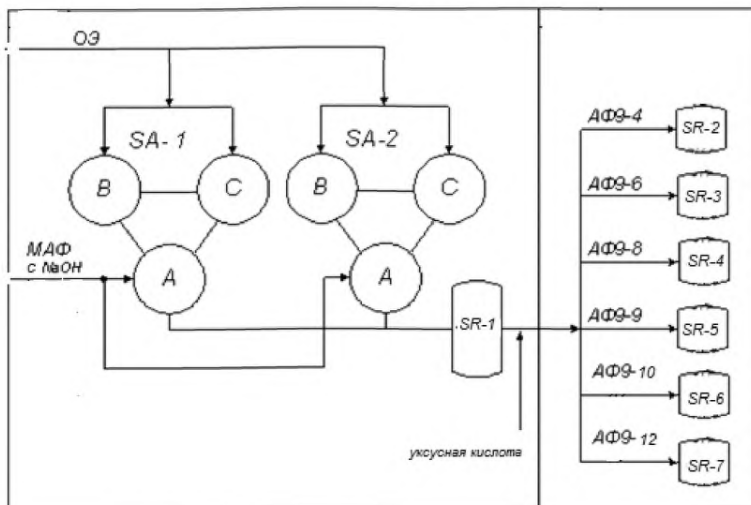 ОЭ
SA-1
SA-2
B
C
B
C
МАФ
с NaOH
A
A
SR-1
уксусная кислота
АФ9-4
SR-2
АФ9-6
SR-3
АФ9-8
SR-4
АФ9-9
SR-5
АФ9-10
SR-6
АФ9-12
SR-7